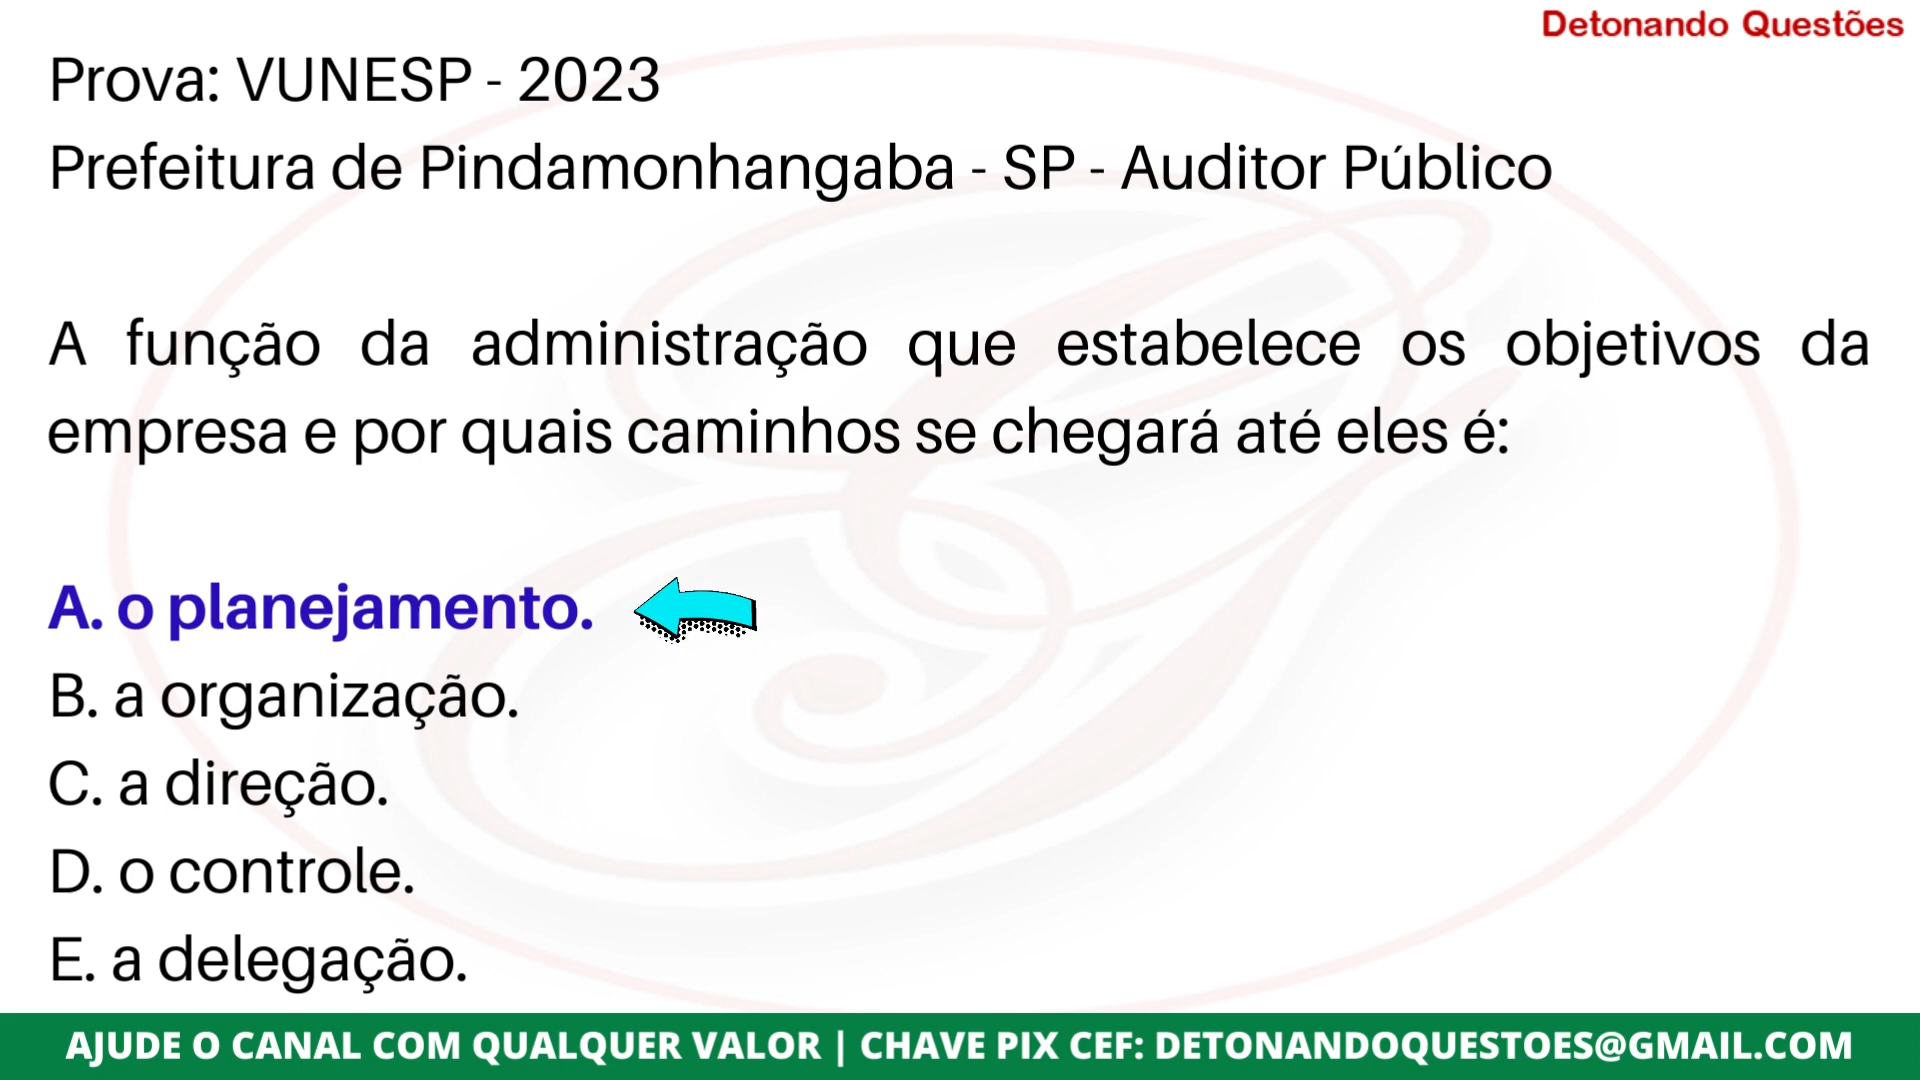 Detonando Questões
Prova: VUNESP - 2023
Prefeitura de Pindamonhangaba - SP - Auditor Público
A função da administração que estabelece os objetivos da
empresa e por quais caminhos se chegará até eles é:
A. o planejamento.
B. a organização.
C. a direção.
D. o controle.
E. a delegação.
AJUDE O CANAL COM QUALQUER VALOR | CHAVE PIX CEF: DETONANDOQUESTOES@GMAIL.COM